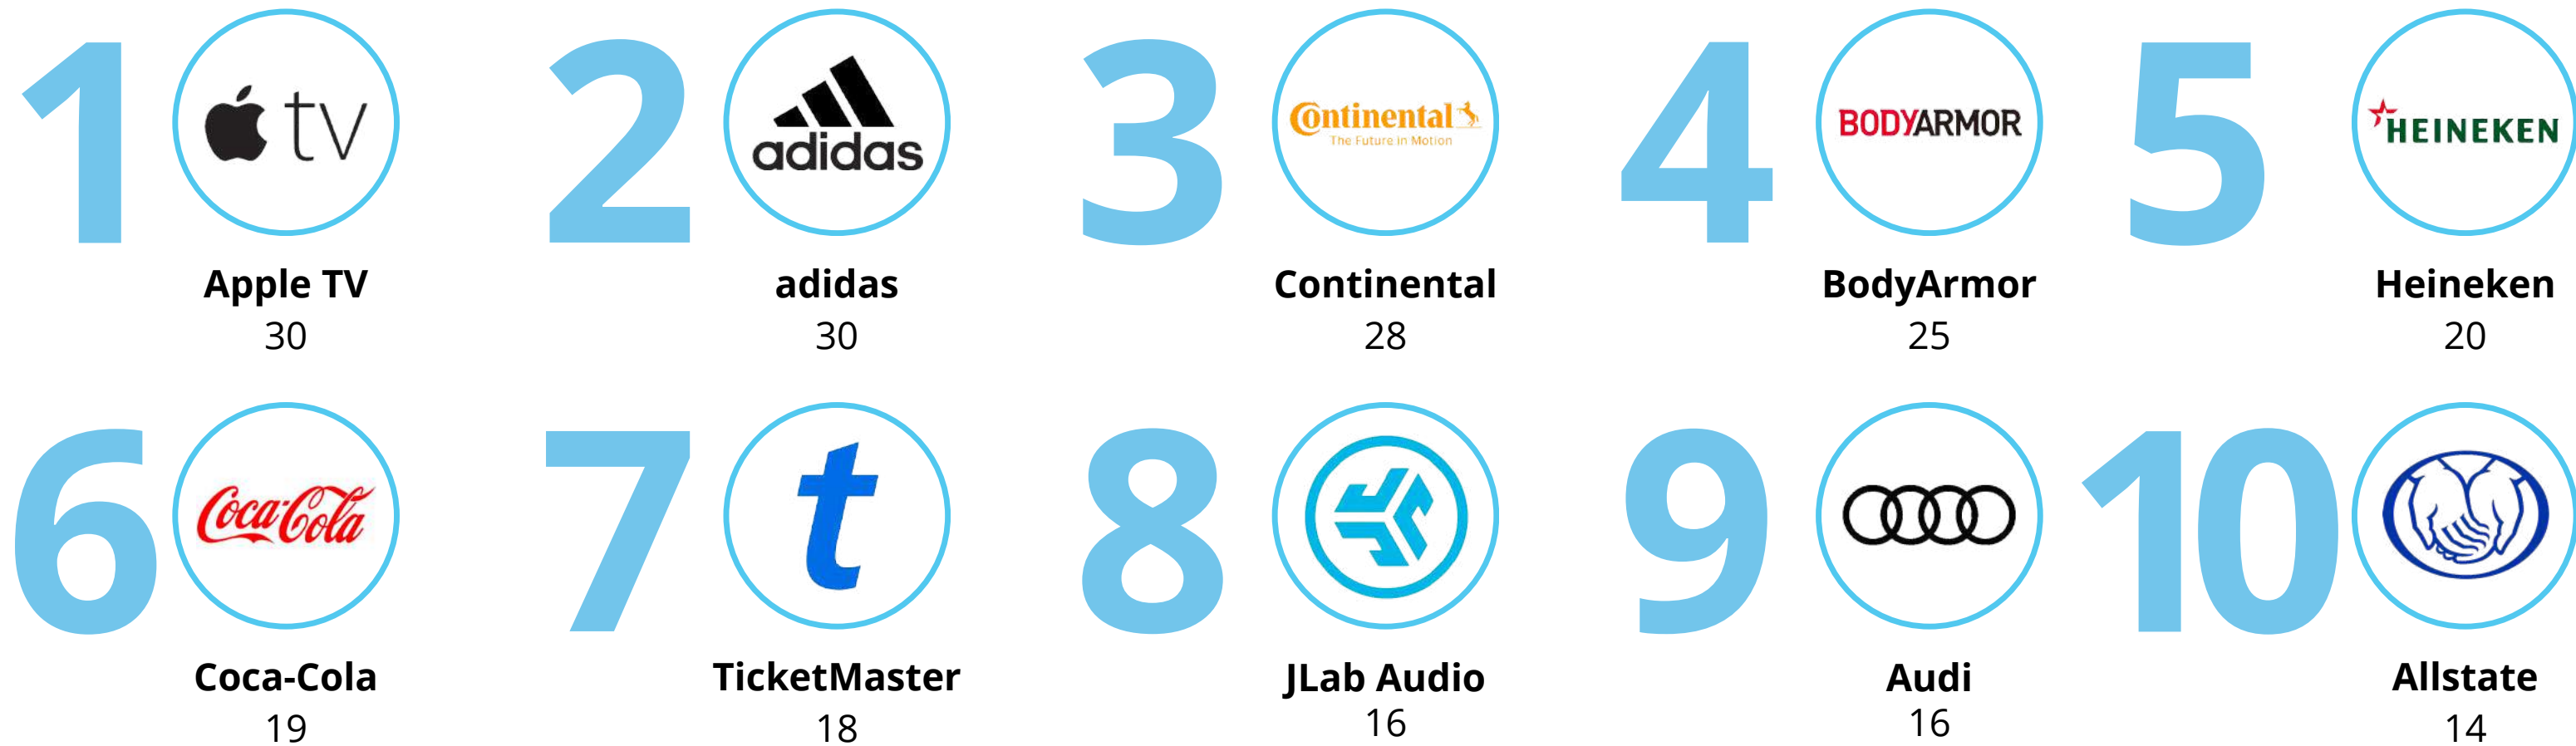 1
tv
2
adidas
3
Continental
The Future in Motion
4
BODYARMOR
5
HEINEKEN
Apple TV
30
adidas
30
Continental
28
BodyArmor
25
Heineken
20
6
Coca-Cola
7
t
8
9
10
Coca-Cola
19
TicketMaster
18
JLab Audio
16
Audi
16
Allstate
14